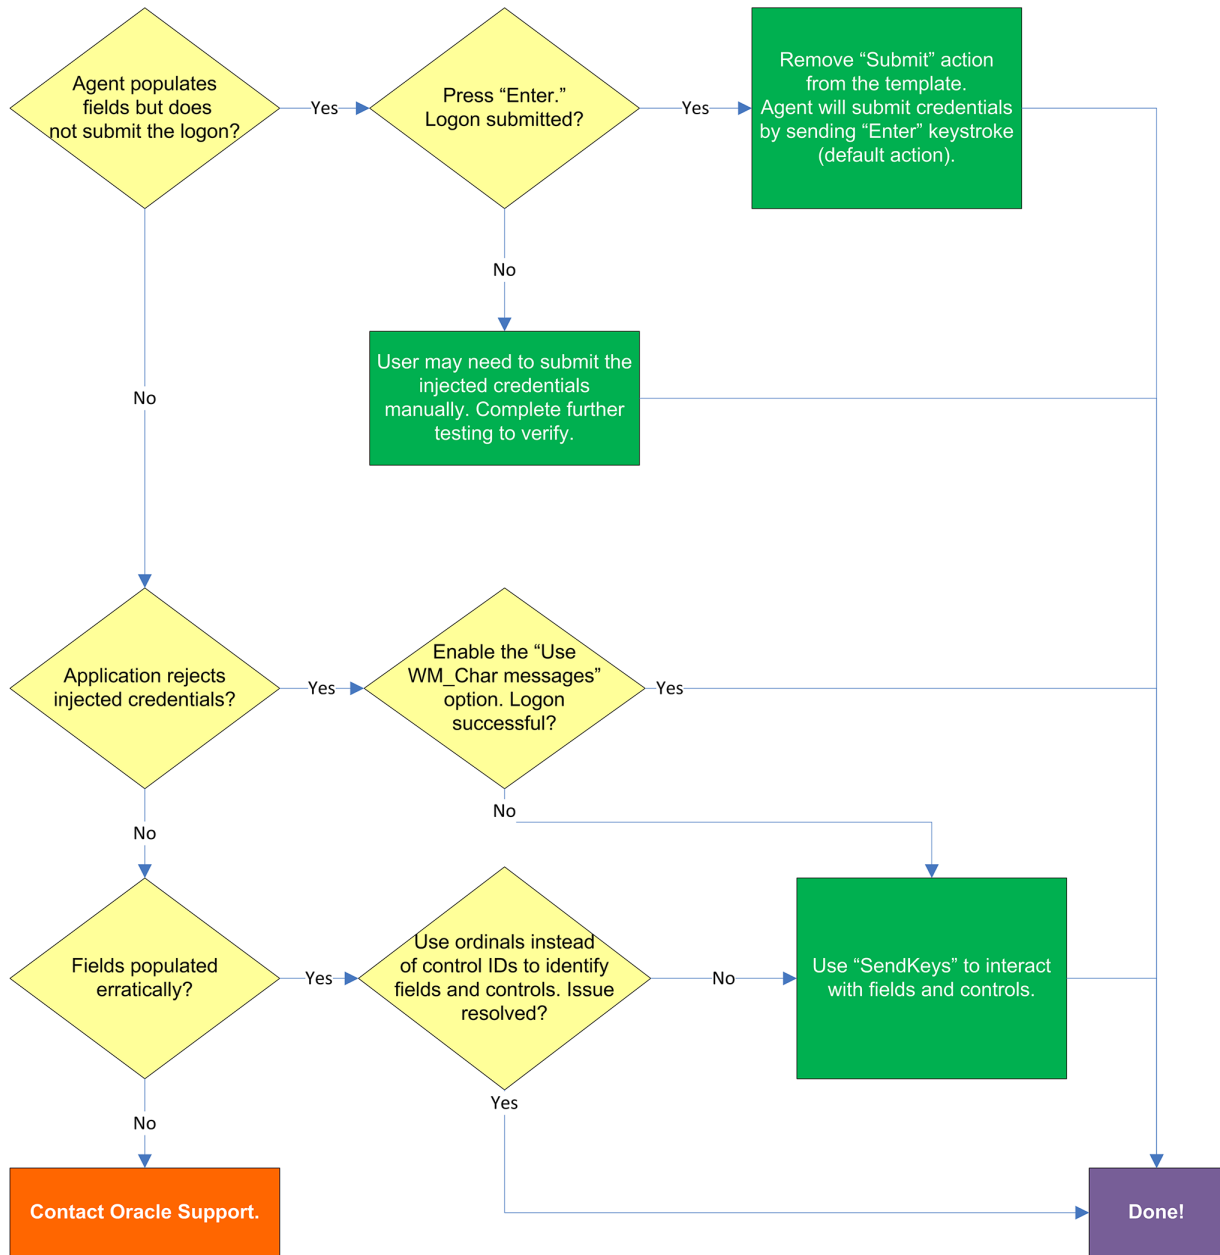 Agent populates
fields but does
not submit the logon?
Yes
Press “Enter.”
Logon submitted?
Yes
Remove “Submit” action
from the template.
Agent will submit credentials
by sending “Enter” keystroke
(default action).
No
User may need to submit the
injected credentials
manually. Complete further
testing to verify.
No
Application rejects
injected credentials?
Yes
Enable the “Use
WM_Char messages”
option. Logon
successful?
Yes
No
No
Fields populated
erratically?
Yes
Use ordinals instead
of control IDs to identify
fields and controls. Issue
resolved?
No
Use “SendKeys” to interact
with fields and controls.
Yes
No
Contact Oracle Support.
Done!